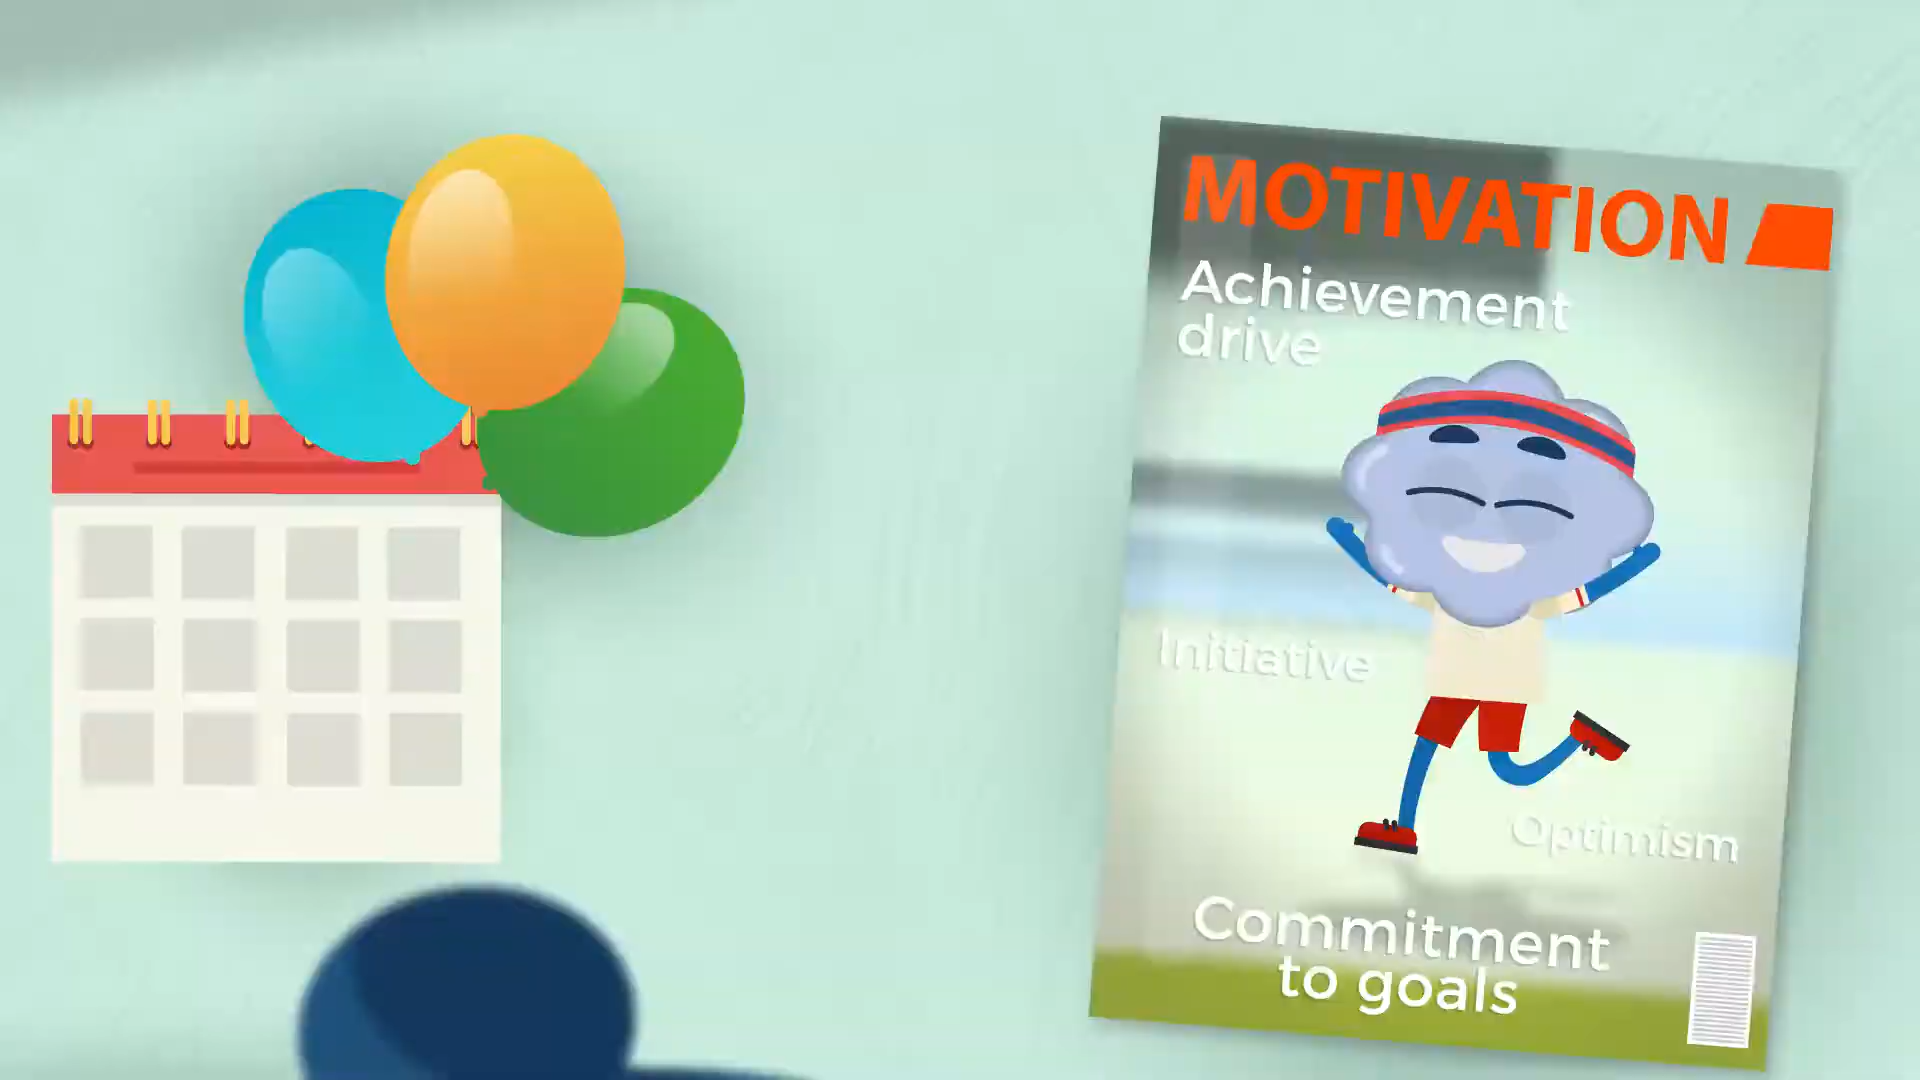 MOTIVATION
Achievement
drive
Initiative
Optimism
Commitment
to goals